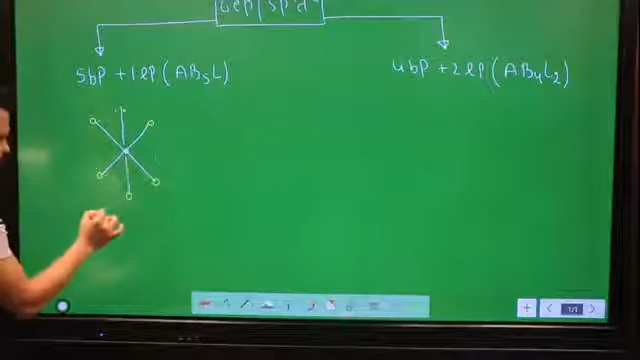 6ep/sp³d²
5bp + 1lp (AB5L)
4bp + 2lp (AB4L2)
1/1